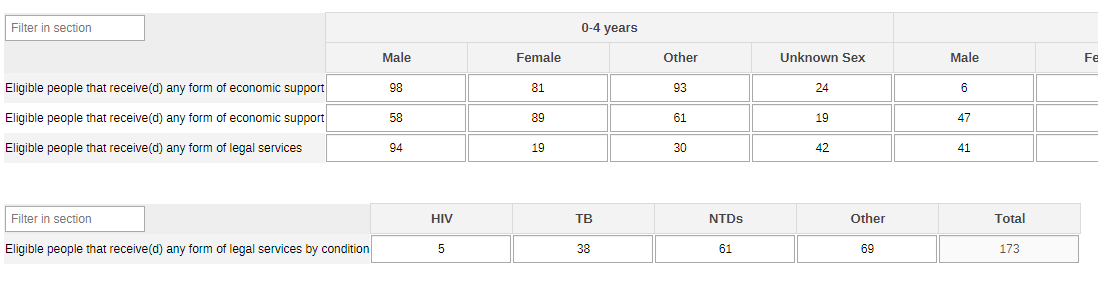 Filter in section 0-4 years
Male Female Other Unknown Sex Male Fe
Eligible people that receive(d) any form of economic support 98 81 93 24 6
Eligible people that receive(d) any form of economic support 58 89 61 19 47
Eligible people that receive(d) any form of legal services 94 19 30 42 41
Filter in section HIV TB NTDs Other Total
Eligible people that receive(d) any form of legal services by condition 5 38 61 69 173